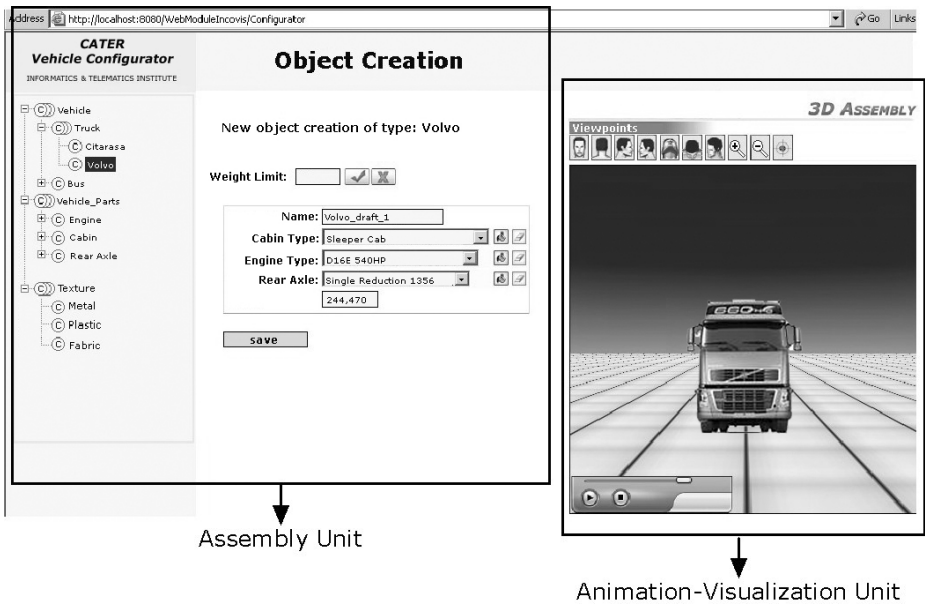 Address http://localhost:8080/WebModuleIncovis/Configurator Go Links
CATER
Vehicle Configurator
INFORMATICS & TELEMATICS INSTITUTE
Object Creation
C Vehicle
C Truck
C Citarasa
C Volvo
C Bus
C Vehicle_Parts
C Engine
C Cabin
C Rear Axle
C Texture
C Metal
C Plastic
C Fabric
New object creation of type: Volvo
Weight Limit:
Name: Volvo_draft_1
Cabin Type: Sleeper Cab
Engine Type: D16E 540HP
Rear Axle: Single Reduction 1356
244,470
save
3D ASSEMBLY
Viewpoints
Assembly Unit
Animation-Visualization Unit